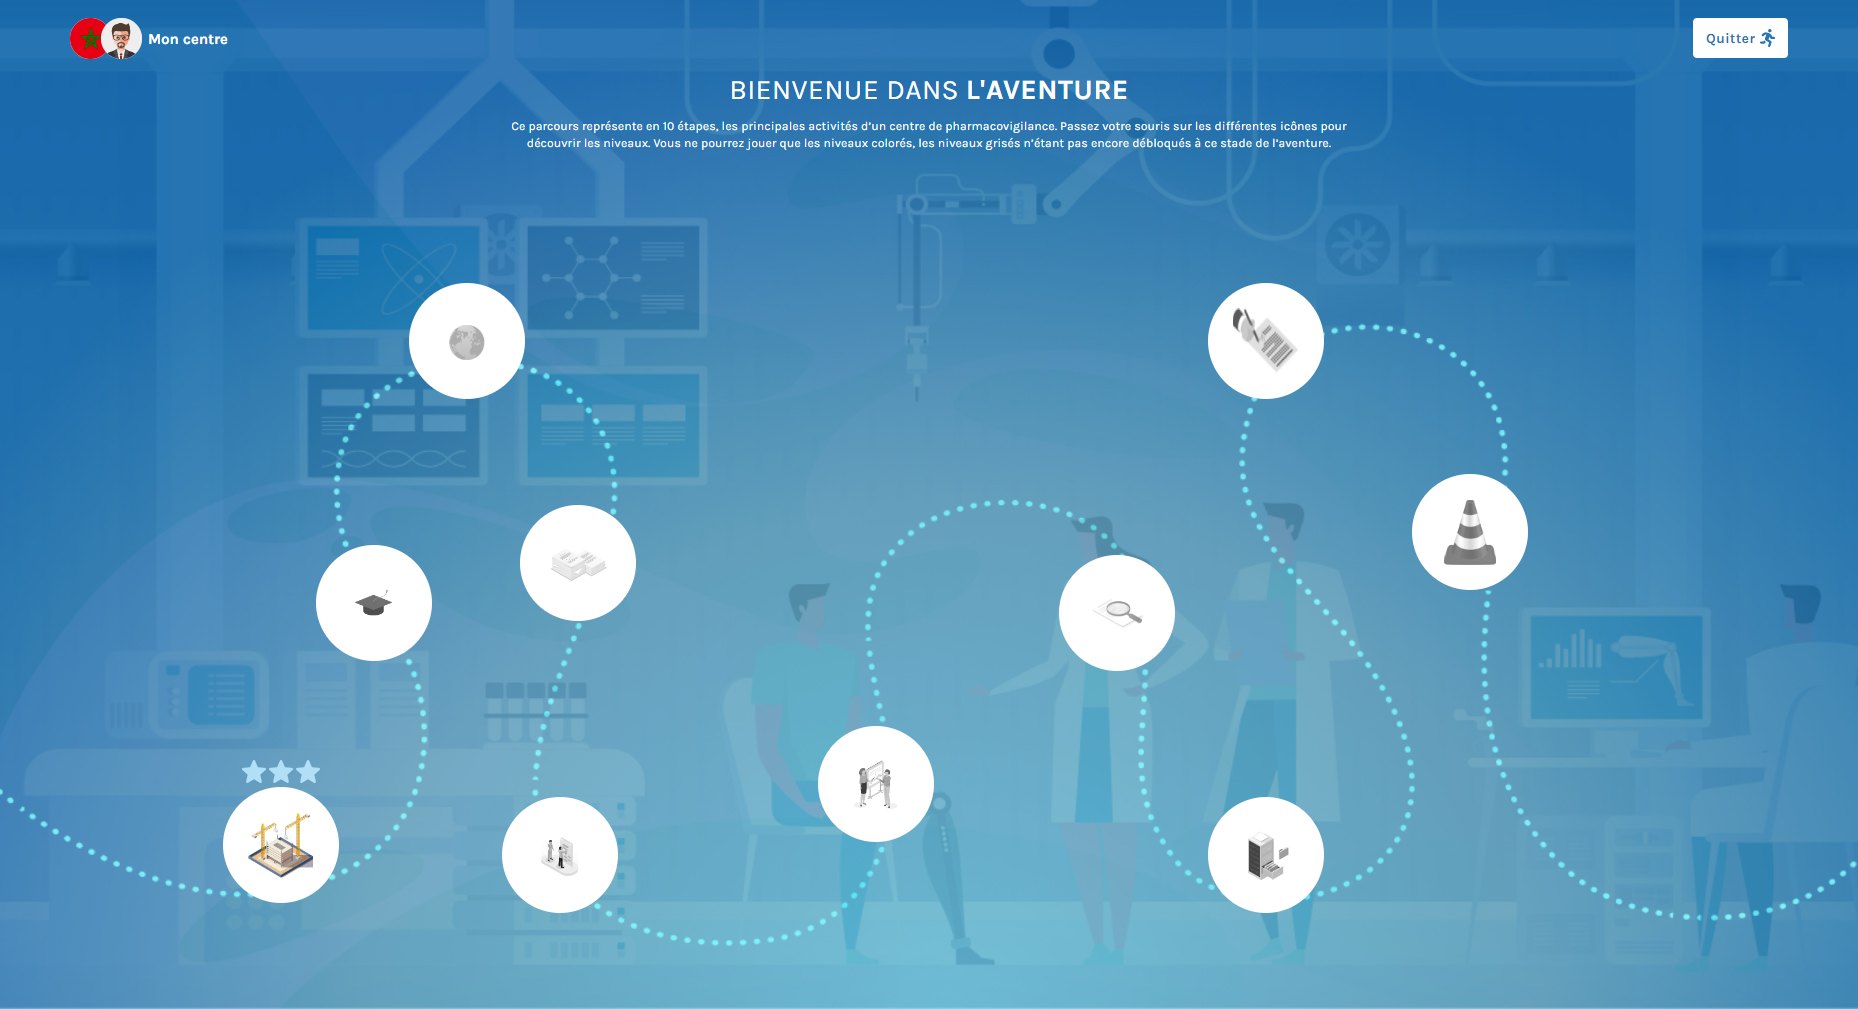 Mon centre
Quitter
BIENVENUE DANS L'AVENTURE
Ce parcours représente en 10 étapes, les principales activités d'un centre de pharmacovigilance. Passez votre souris sur les différentes icônes pour
découvrir les niveaux. Vous ne pourrez jouer que les niveaux colorés, les niveaux grisés n'étant pas encore débloqués à ce stade de l'aventure.